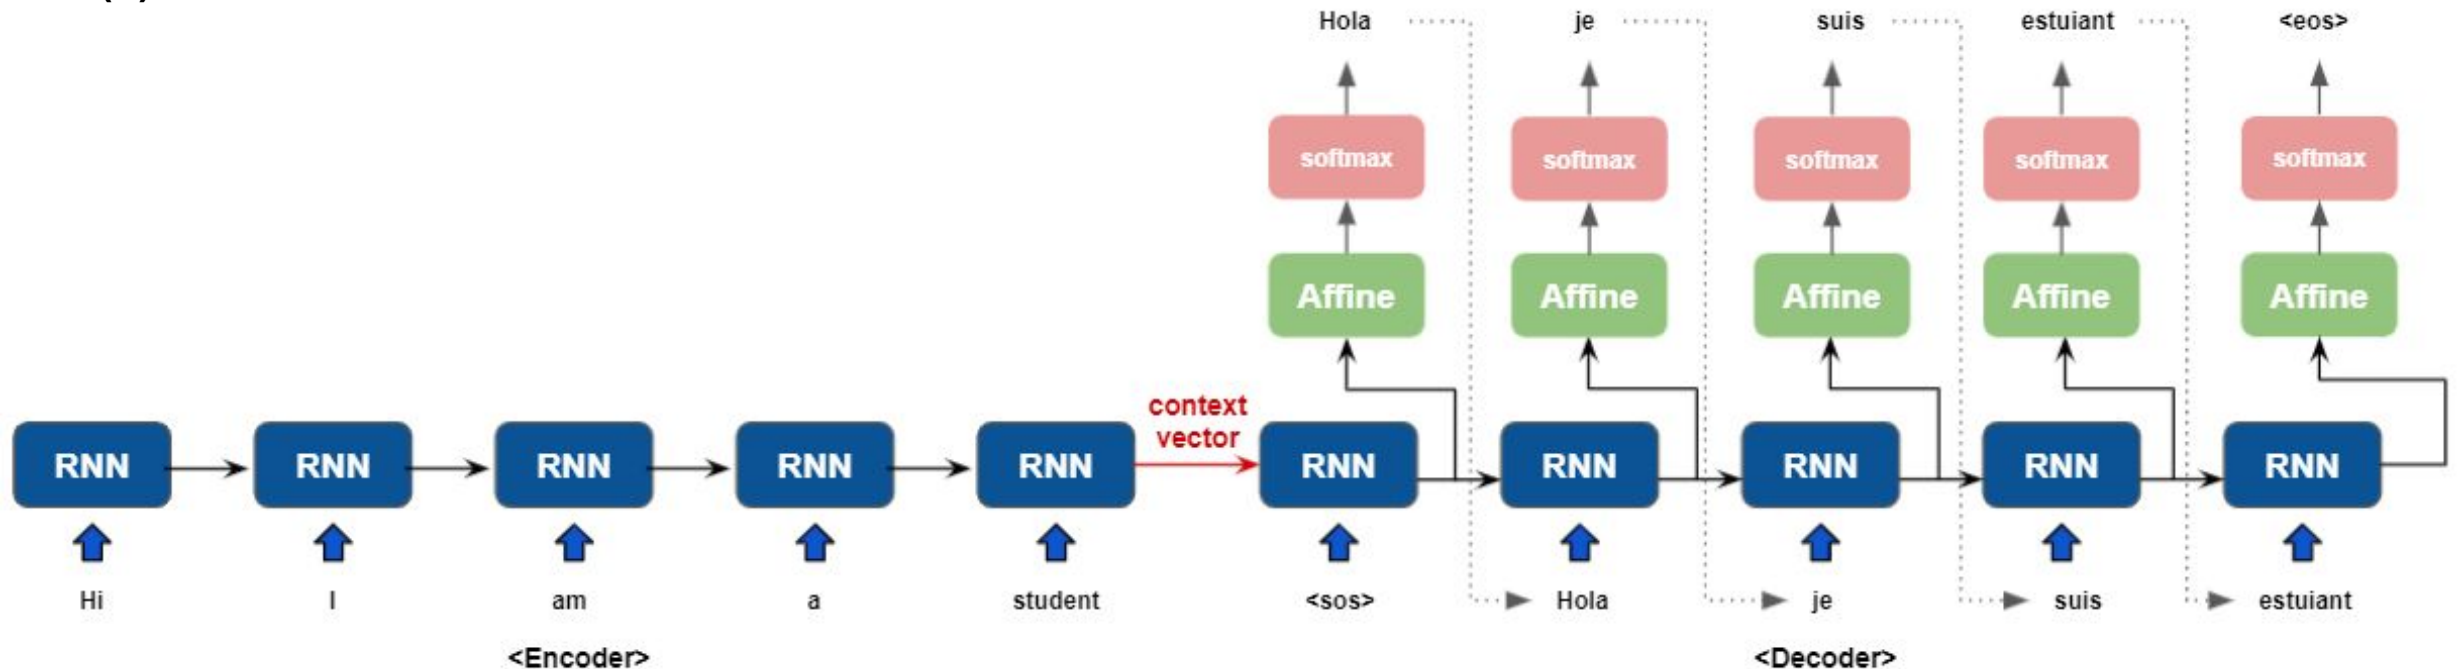 Hola je suis estuiant <eos>
softmax softmax softmax softmax softmax
Affine Affine Affine Affine Affine
context
vector
RNN RNN RNN RNN RNN RNN RNN RNN RNN RNN
Hi I am a student <sos> Hola je suis estuiant
<Encoder> <Decoder>